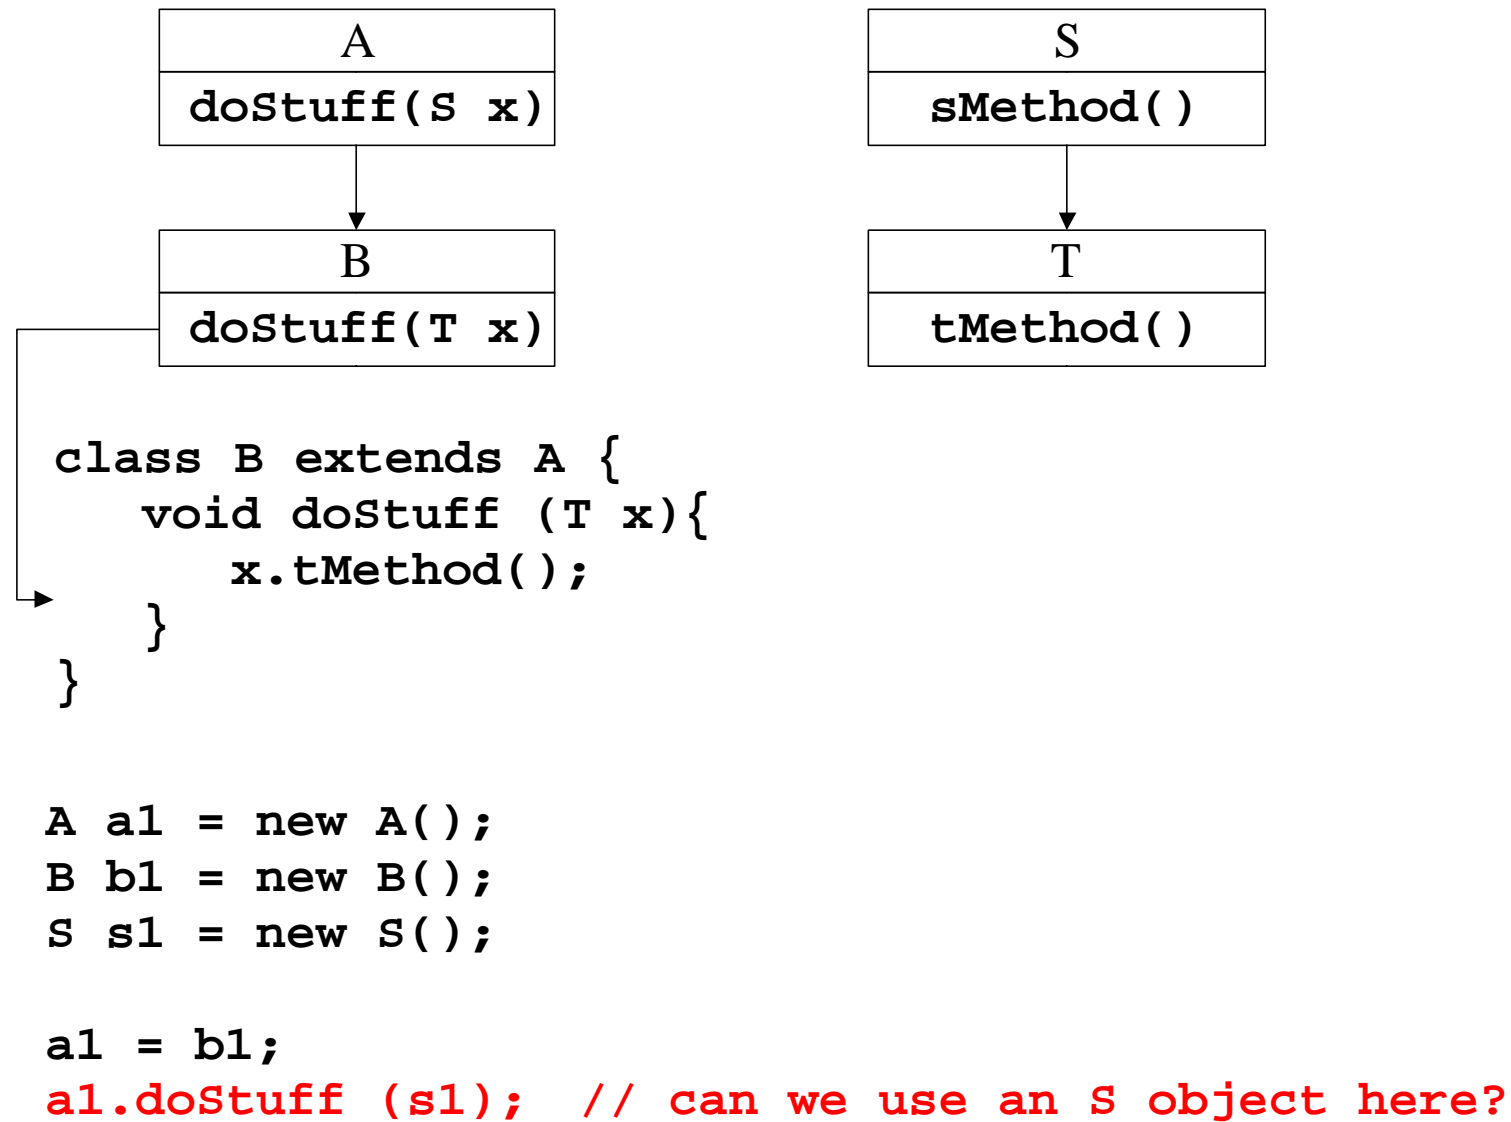 A
doStuff(S x)
S
sMethod()
B
doStuff(T x)
T
tMethod()
class B extends A {
void doStuff (T x){
x.tMethod();
}
}
A a1 = new A();
B b1 = new B();
S s1 = new S();
a1 = b1;
a1.doStuff (s1); // can we use an S object here?